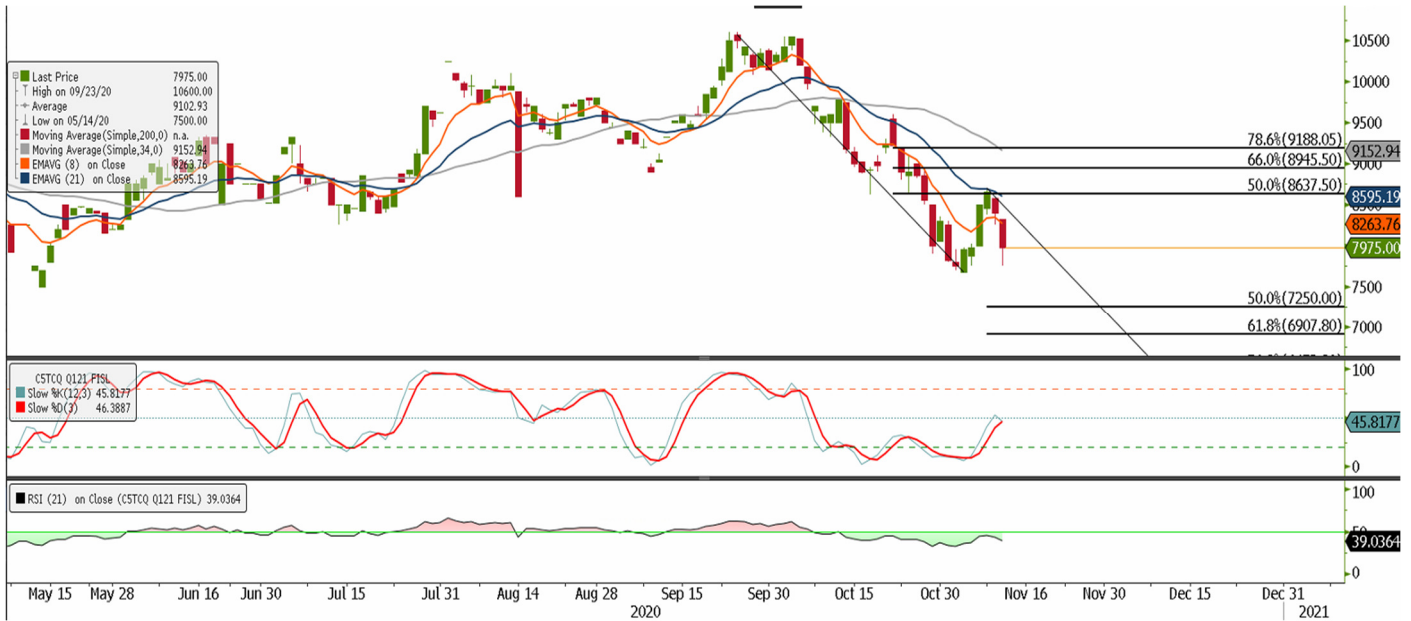 Last Price 7975.00
High on 09/23/20 10600.00
Average 9102.93
Low on 05/14/20 7500.00
Moving Average(Simple,200,0) n.a.
Moving Average(Simple,34,0) 9152.94
EMAVG (8) on Close 8263.76
EMAVG (21) on Close 8595.19
10500
10000
9500
78.6%(9188.05)
9152.94
66.0%(8945.50)
9000
50.0%(8637.50)
8595.19
8263.76
7975.00
7500
50.0%(7250.00)
7000
61.8%(6907.80)
C5TCQ Q121 FISL
Slow %K(12,3) 45.8177
Slow %D(3) 46.3887
100
45.8177
0
RSI (21) on Close (C5TCQ Q121 FISL) 39.0364
100
50
39.0364
0
May 15 May 28 Jun 16 Jun 30 Jul 15 Jul 31 Aug 14 Aug 28 Sep 15 Sep 30 Oct 15 Oct 30 Nov 16 Nov 30 Dec 15 Dec 31
2020 2021